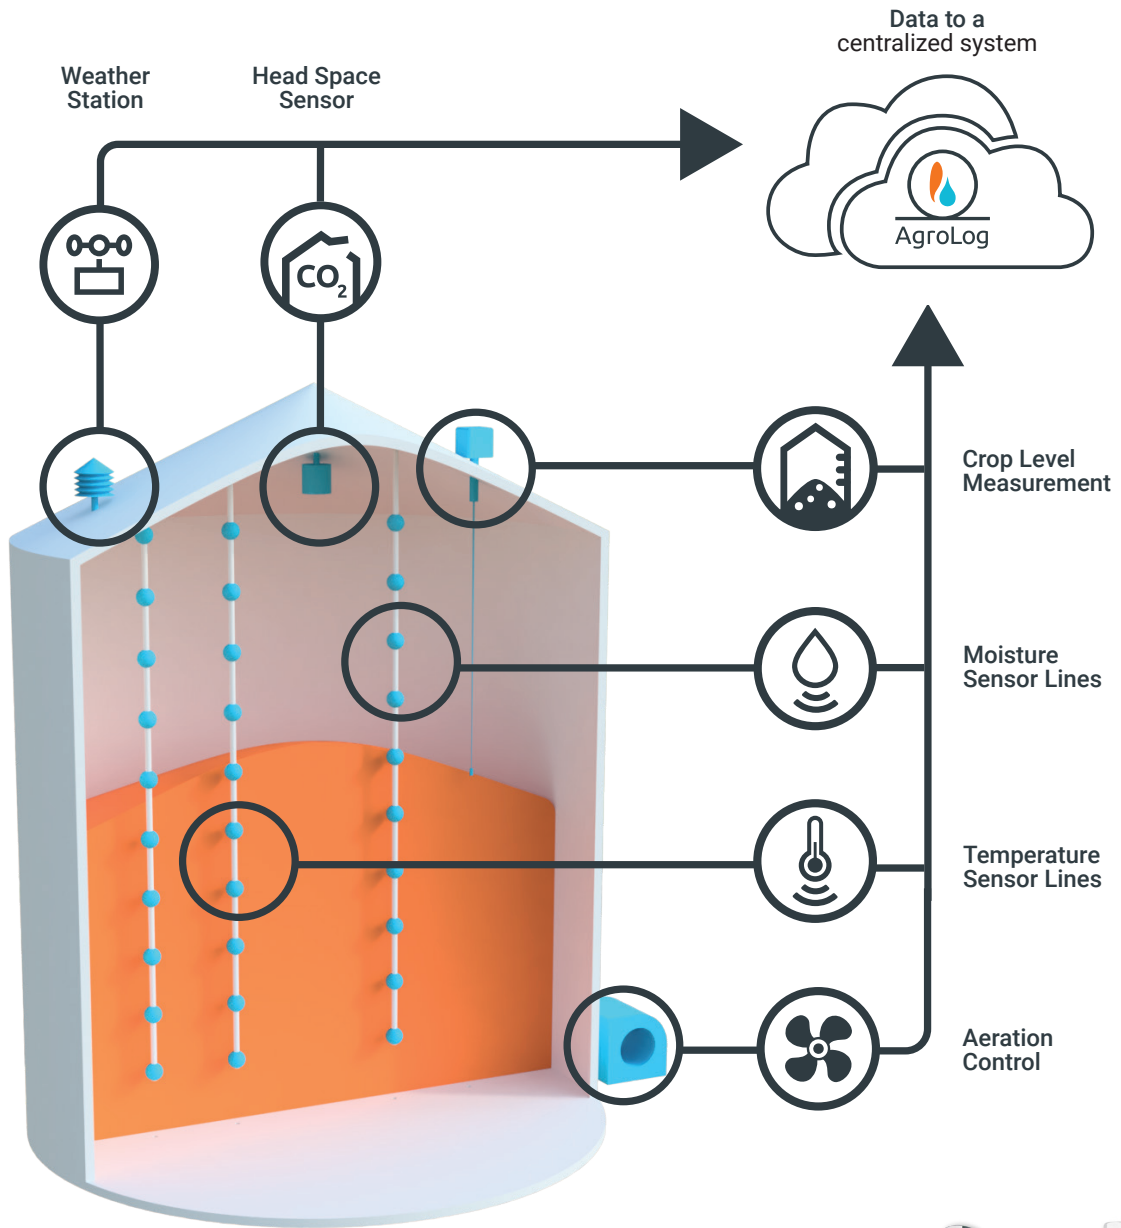 Data to a
centralized system
Weather
Station
Head Space
Sensor
CO2
AgroLog
Crop Level
Measurement
Moisture
Sensor Lines
Temperature
Sensor Lines
Aeration
Control